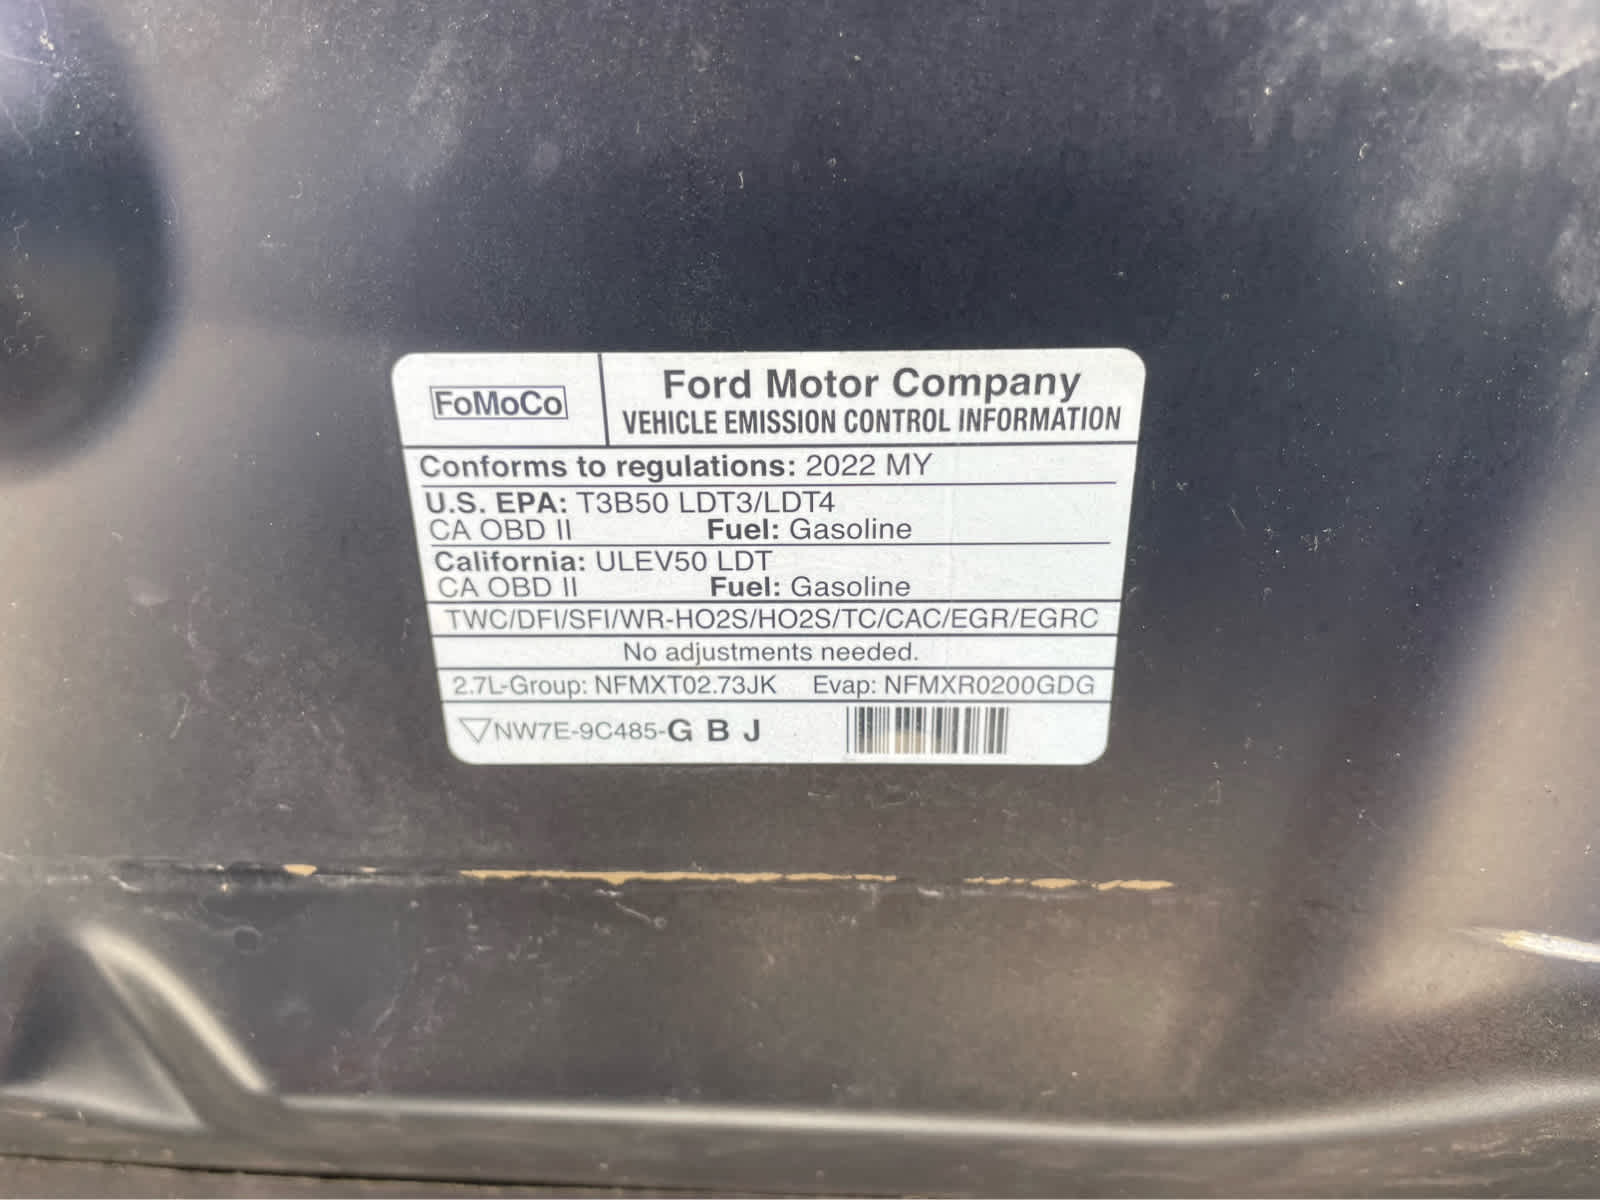 FoMoCo
Ford Motor Company
VEHICLE EMISSION CONTROL INFORMATION
Conforms to regulations: 2022 MY
U.S. EPA: T3B50 LDT3/LDT4
CA OBD II Fuel: Gasoline
California: ULEV50 LDT
CA OBD II Fuel: Gasoline
TWC/DFI/SFI/WR-HO2S/HO2S/TC/CAC/EGR/EGRC
No adjustments needed.
2.7L-Group: NFMXT02.73JK Evap: NFMXR0200GDG
NW7E-9C485-G B J